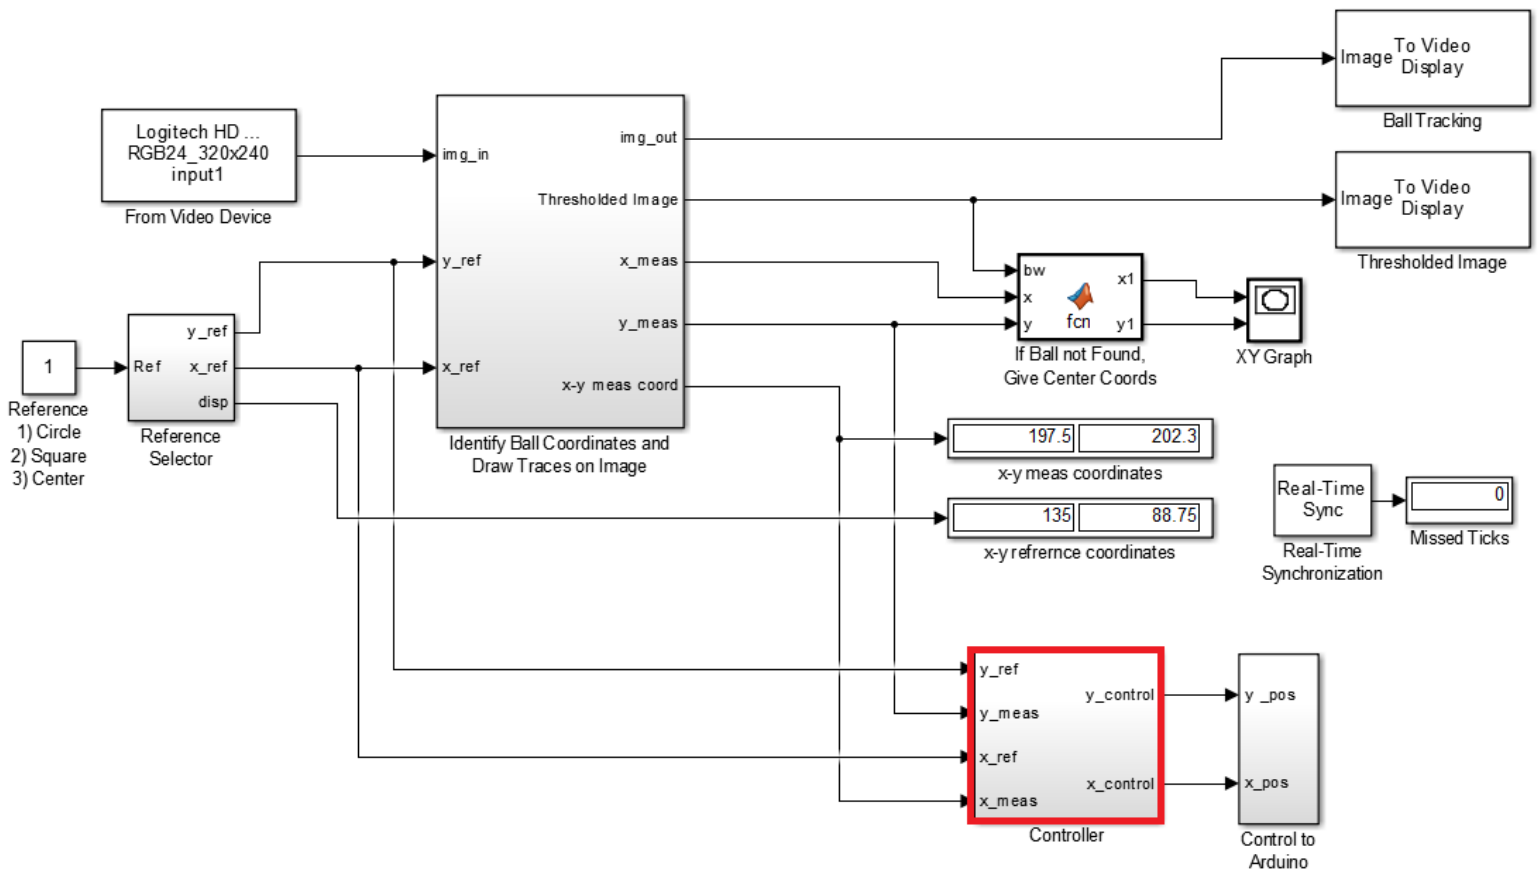 Logitech HD ...
RGB24_320x240
input1
From Video Device
1
Reference
1) Circle
2) Square
3) Center
Ref
y_ref
x_ref
disp
Reference
Selector
img_in
y_ref
x_ref
img_out
Thresholded Image
x_meas
y_meas
x-y meas coord
Identify Ball Coordinates and
Draw Traces on Image
Image
To Video
Display
Ball Tracking
Image
To Video
Display
Thresholded Image
bw
x
y
fcn
x1
y1
If Ball not Found,
Give Center Coords
XY Graph
197.5
202.3
x-y meas coordinates
135
88.75
x-y refrernce coordinates
Real-Time
Sync
Real-Time
Synchronization
0
Missed Ticks
y_ref
y_meas
x_ref
x_meas
y_control
x_control
Controller
y _pos
x_pos
Control to
Arduino